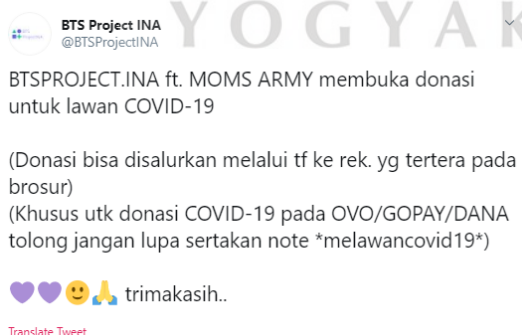 YOGYAK
BTS Project INA
@BTSProjectINA
BTSPROJECT.INA ft. MOMS ARMY membuka donasi
untuk lawan COVID-19
(Donasi bisa disalurkan melalui tf ke rek. yg tertera pada
brosur)
(Khusus utk donasi COVID-19 pada OVO/GOPAY/DANA
tolong jangan lupa sertakan note *melawancovid19*)
💜💜🙂🙏 trimakasih..
Translate Tweet